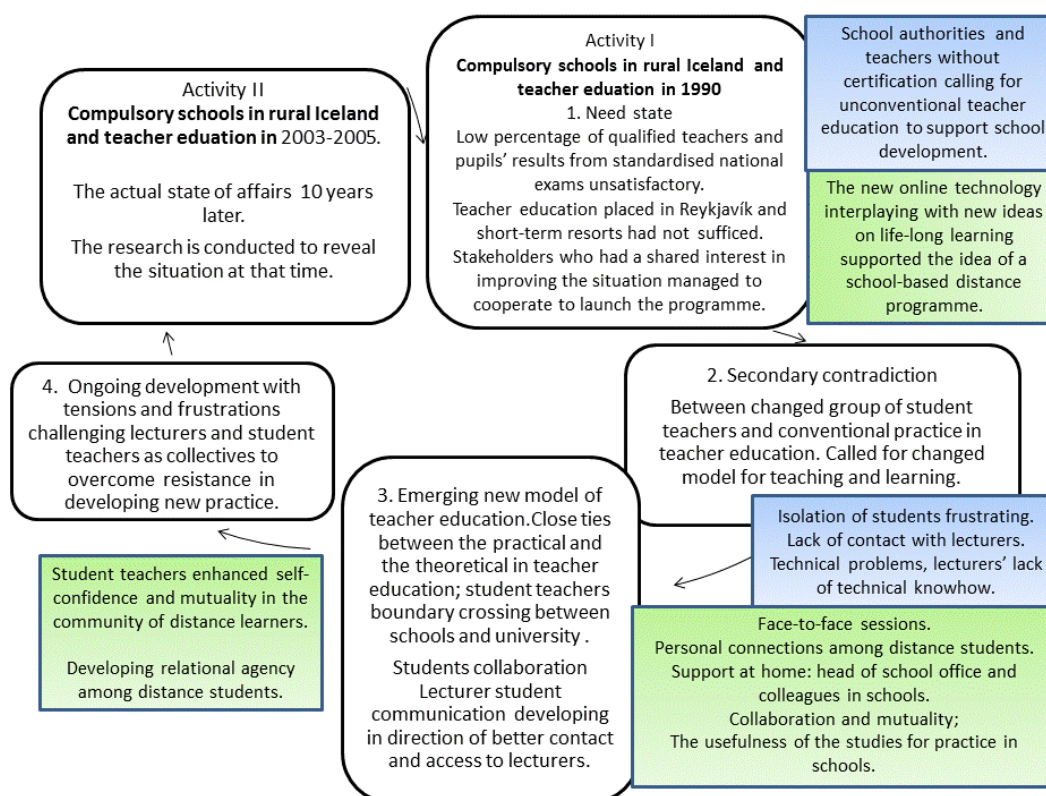 Activity I
Compulsory schools in rural Iceland and
teacher eduation in 1990
1. Need state
Low percentage of qualified teachers and
pupils’ results from standardised national
exams unsatisfactory.
Teacher education placed in Reykjavík and
short-term resorts had not sufficed.
Stakeholders who had a shared interest in
improving the situation managed to
cooperate to launch the programme.
School authorities and
teachers without
certification calling for
unconventional teacher
education to support school
development.
The new online technology
interplaying with new ideas
on life-long learning
supported the idea of a
school-based distance
programme.
2. Secondary contradiction
Between changed group of student
teachers and conventional practice in
teacher education. Called for changed
model for teaching and learning.
Isolation of students frustrating.
Lack of contact with lecturers.
Technical problems, lecturers’ lack
of technical knowhow.
Face-to-face sessions.
Personal connections among distance students.
Support at home: head of school office and
colleagues in schools.
Collaboration and mutuality;
The usefulness of the studies for practice in
schools.
3. Emerging new model of
teacher education.Close ties
between the practical and
the theoretical in teacher
education; student teachers
boundary crossing between
schools and university .
Students collaboration
Lecturer student
communication developing
in direction of better contact
and access to lecturers.
Student teachers enhanced self-
confidence and mutuality in the
community of distance learners.
Developing relational agency
among distance students.
4. Ongoing development with
tensions and frustrations
challenging lecturers and student
teachers as collectives to
overcome resistance in
developing new practice.
Activity II
Compulsory schools in rural Iceland
and teacher eduation in 2003-2005.
The actual state of affairs 10 years
later.
The research is conducted to reveal
the situation at that time.